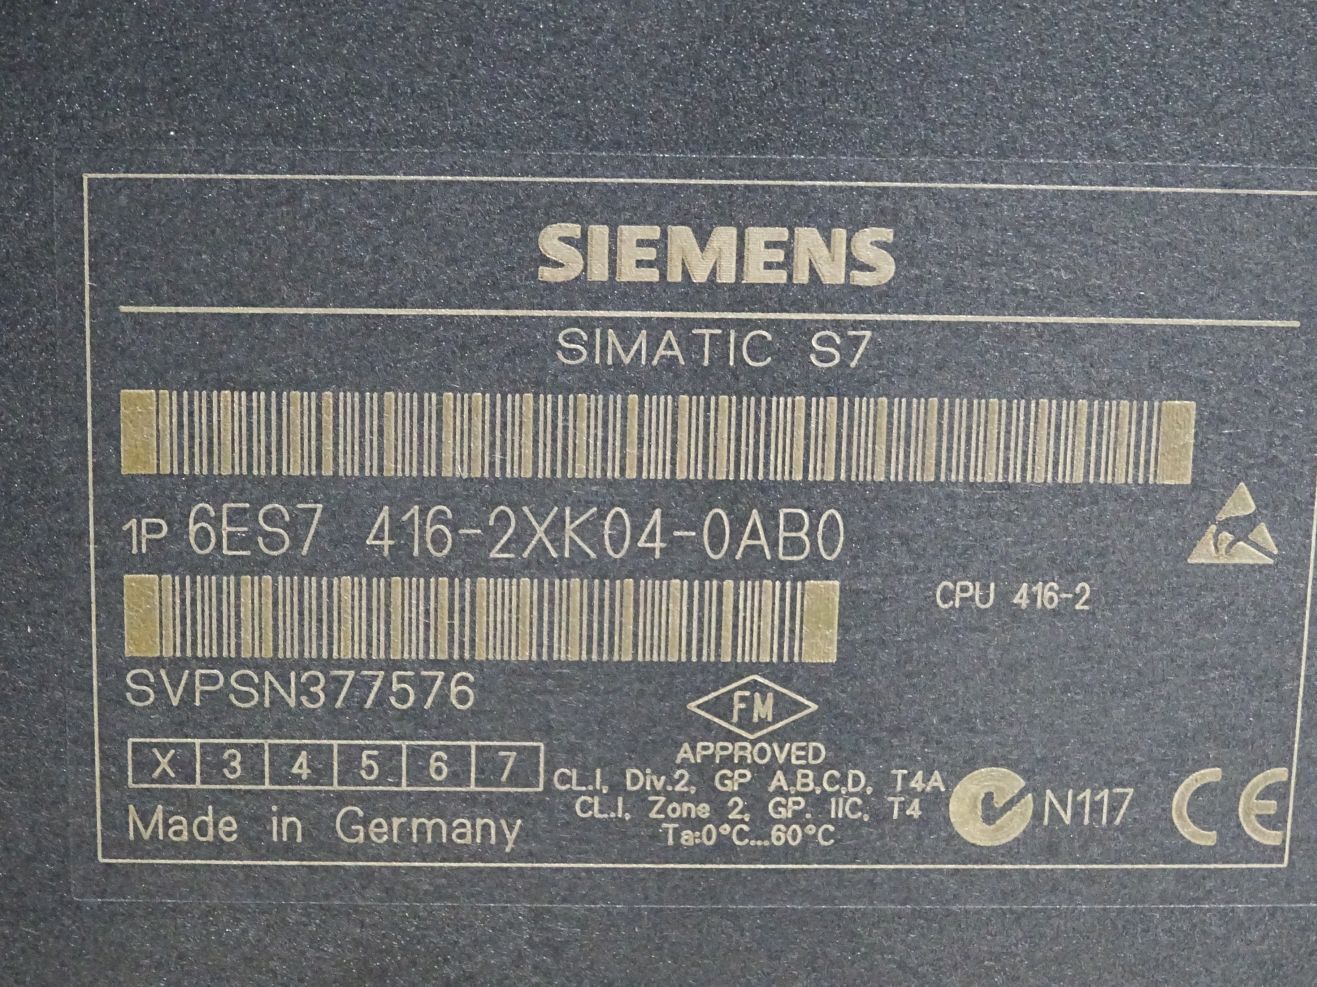 SIEMENS
SIMATIC S7
1P 6ES7 416-2XK04-0AB0
CPU 416-2
SVPSN377576
FM
APPROVED
X 3 4 5 6 7
CL.I, Div.2, GP A,B,C,D, T4A
CL.I, Zone 2, GP. IIC, T4
Ta:0°C...60°C
N117
CE
Made in Germany